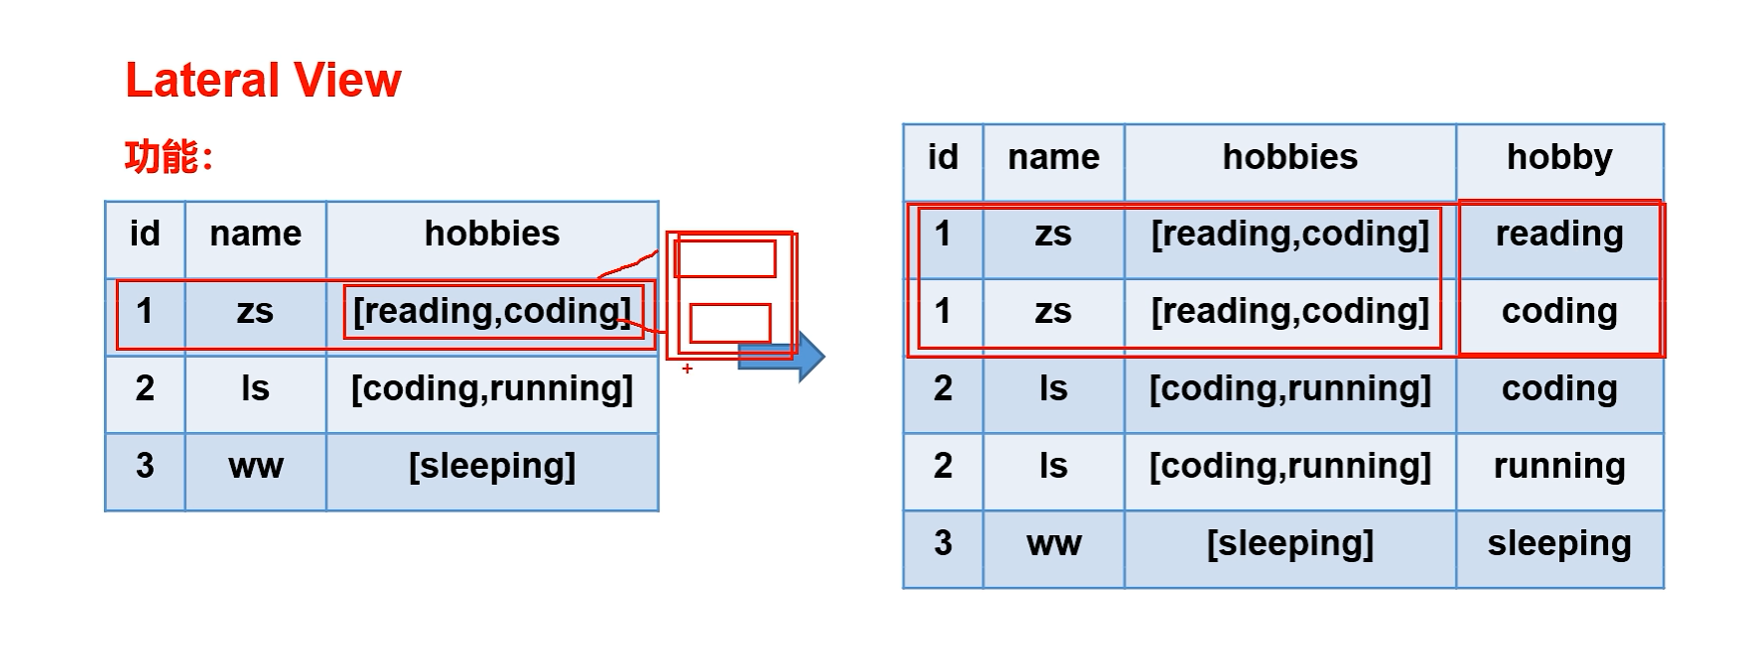 Lateral View
功能：
id name hobbies
1 zs [reading,coding]
2 ls [coding,running]
3 ww [sleeping]
id name hobbies hobby
1 zs [reading,coding] reading
1 zs [reading,coding] coding
2 ls [coding,running] coding
2 ls [coding,running] running
3 ww [sleeping] sleeping